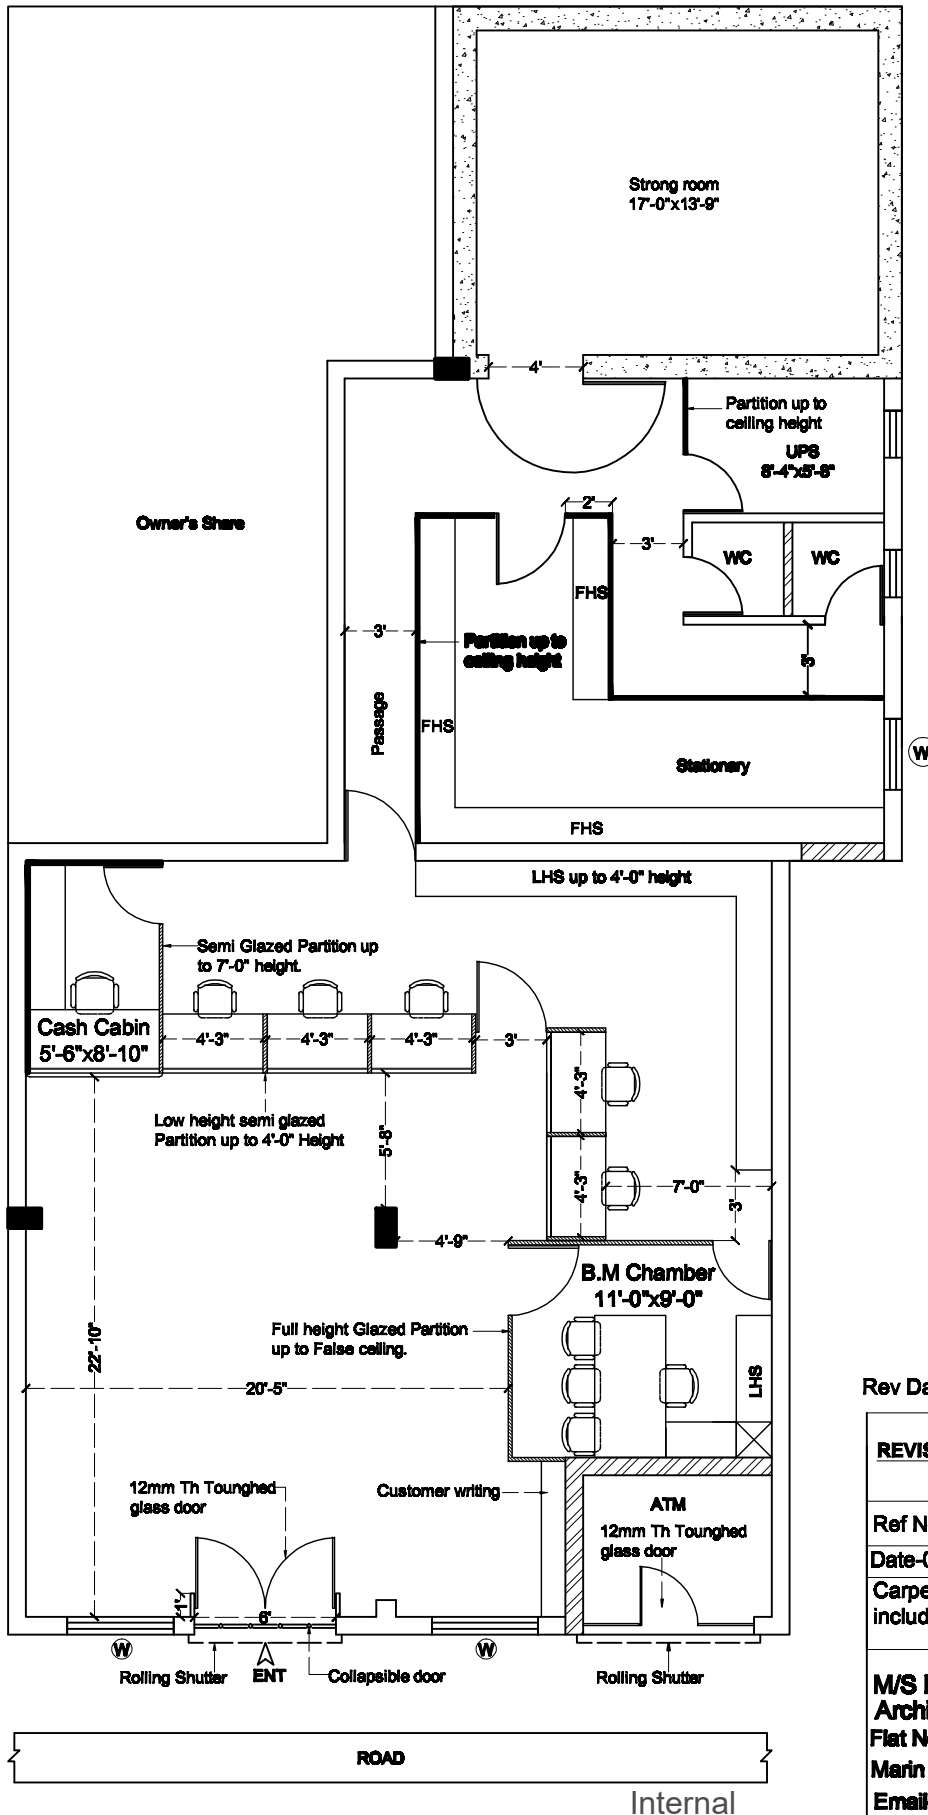 Strong room
17'-0"x13'-9"
4'
Partition up to
ceiling height
UPS
8'-4"x5'-8"
2'
Owner's Share
3'
WC
WC
FHS
3'
Partition up to
ceiling height
3'
Passage
FHS
Stationary
W
FHS
LHS up to 4'-0" height
Semi Glazed Partition up
to 7'-0" height.
Cash Cabin
5'-6"x8'-10"
4'-3"
4'-3"
4'-3"
3'
4'-3"
Low height semi glazed
Partition up to 4'-0" Height
5'-8"
4'-3"
7'-0"
3'
4'-9"
B.M Chamber
11'-0"x9'-0"
Full height Glazed Partition
up to False ceiling.
22'-10"
20'-5"
LHS
Rev Da
REVIS
12mm Th Tounghed
glass door
Customer writing
ATM
12mm Th Tounghed
glass door
Ref N
Date-0
Carpe
includ
1'
6'
W
W
Rolling Shutter
ENT
Collapsible door
Rolling Shutter
M/S
Archi
Flat N
Marin
Email
ROAD
Internal